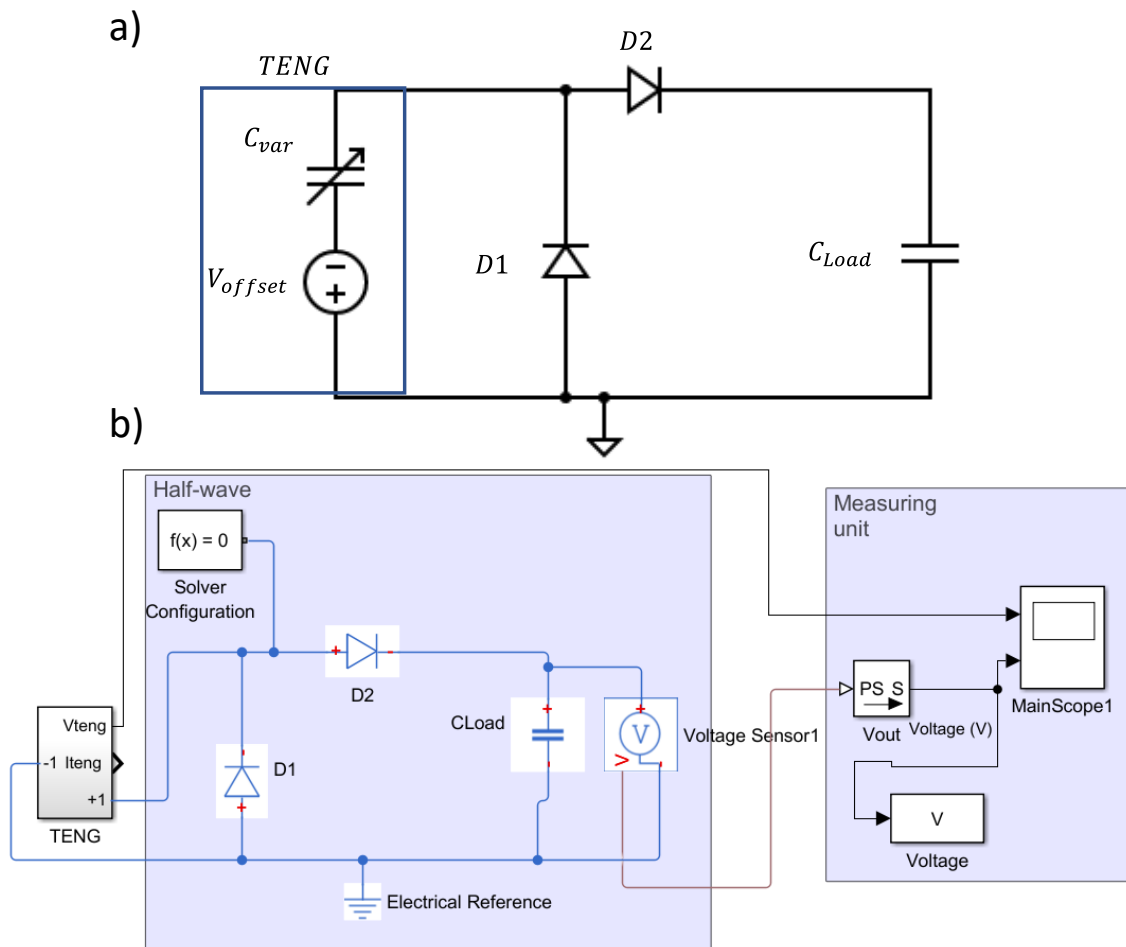 a)
TENG
D2
C_var
V_offset
−
+
D1
C_Load
b)
Half-wave
f(x) = 0
Solver
Configuration
+
-
D2
Vteng
-1 Iteng
+1
TENG
-
D1
+
CLoad
+
-
+
V
V
-
Voltage Sensor1
Electrical Reference
Measuring
unit
PS S
Vout
Voltage (V)
MainScope1
V
Voltage